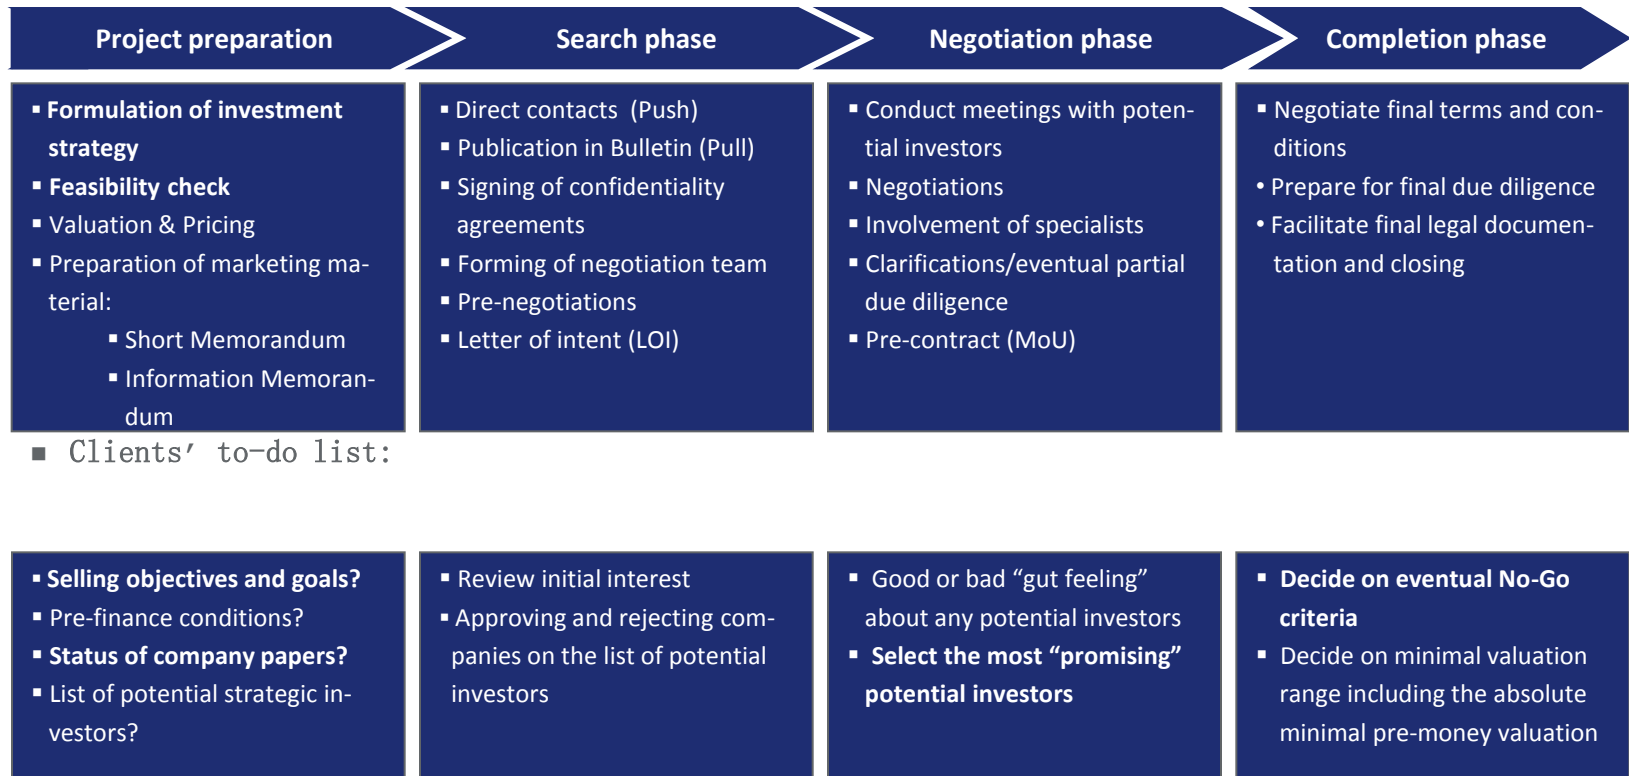 Project preparation
Search phase
Negotiation phase
Completion phase
▪ Formulation of investment
strategy
▪ Feasibility check
▪ Valuation & Pricing
▪ Preparation of marketing ma-
terial:
▪ Short Memorandum
▪ Information Memoran-
dum
▪ Direct contacts (Push)
▪ Publication in Bulletin (Pull)
▪ Signing of confidentiality
agreements
▪ Forming of negotiation team
▪ Pre-negotiations
▪ Letter of intent (LOI)
▪ Conduct meetings with poten-
tial investors
▪ Negotiations
▪ Involvement of specialists
▪ Clarifications/eventual partial
due diligence
▪ Pre-contract (MoU)
▪ Negotiate final terms and con-
ditions
• Prepare for final due diligence
• Facilitate final legal documen-
tation and closing
■ Clients’ to-do list:
▪ Selling objectives and goals?
▪ Pre-finance conditions?
▪ Status of company papers?
▪ List of potential strategic in-
vestors?
▪ Review initial interest
▪ Approving and rejecting com-
panies on the list of potential
investors
▪ Good or bad “gut feeling”
about any potential investors
▪ Select the most “promising”
potential investors
▪ Decide on eventual No-Go
criteria
▪ Decide on minimal valuation
range including the absolute
minimal pre-money valuation